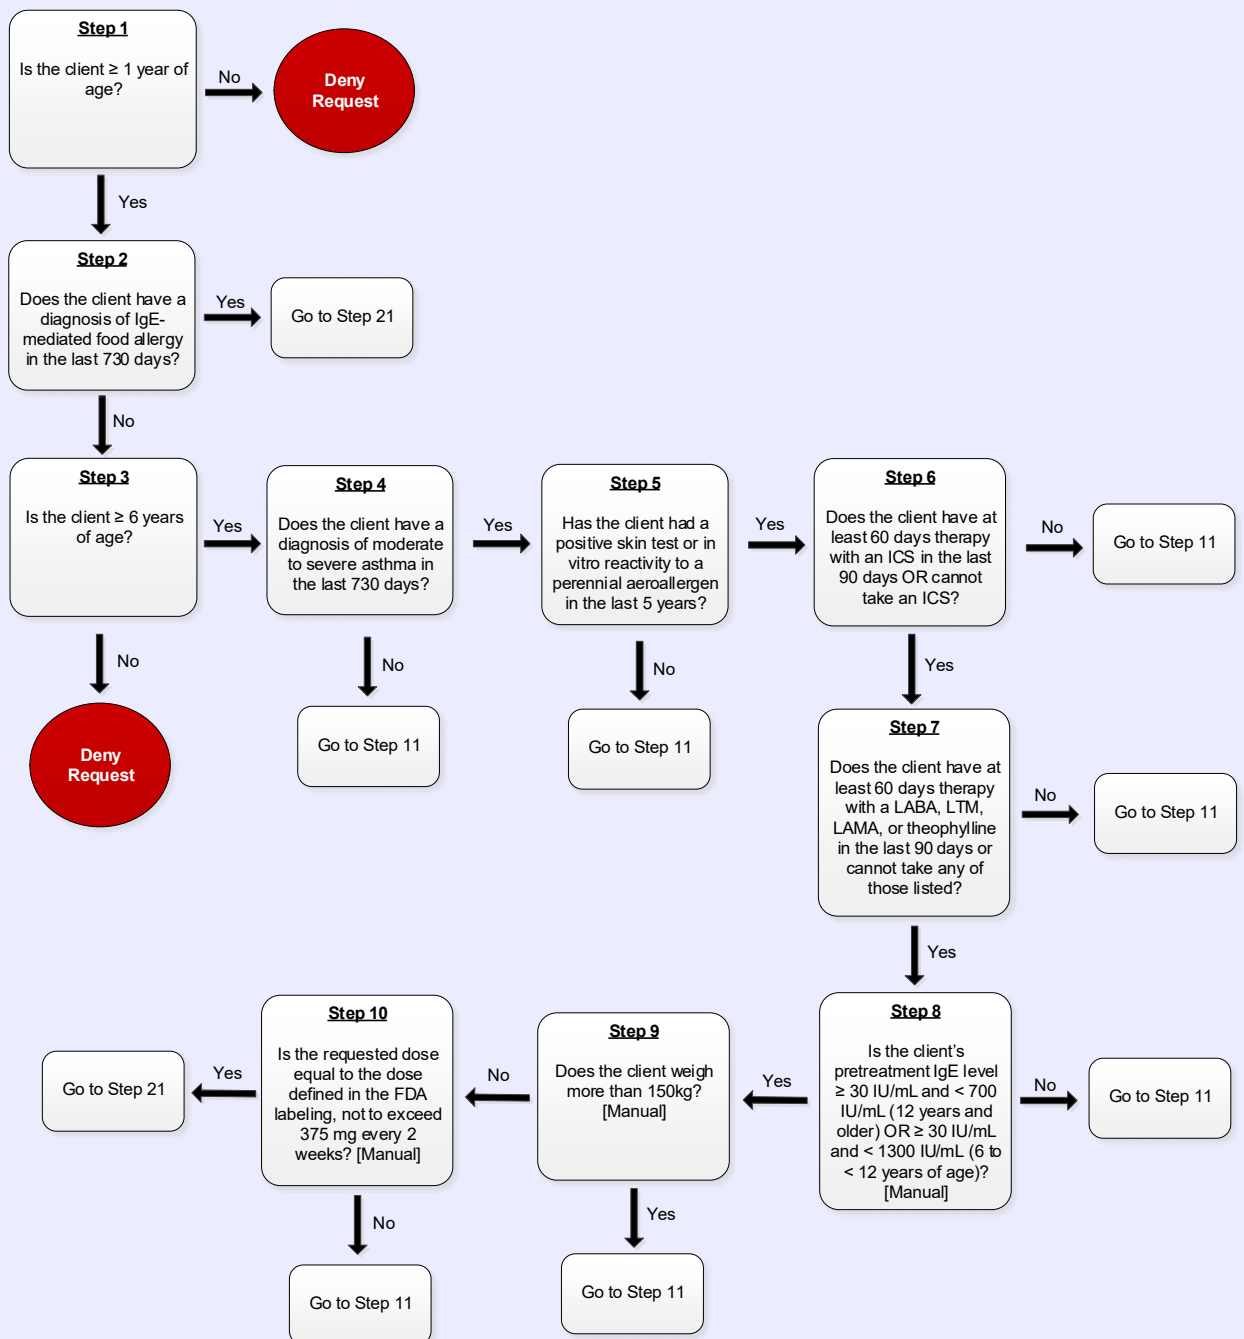 Step 1
Is the client ≥ 1 year of
age?
No
Deny
Request
Yes
Step 2
Does the client have a
diagnosis of IgE-
mediated food allergy
in the last 730 days?
Yes
Go to Step 21
No
Step 3
Is the client ≥ 6 years
of age?
Yes
No
Deny
Request
Step 4
Does the client have a
diagnosis of moderate
to severe asthma in
the last 730 days?
Yes
No
Go to Step 11
Step 5
Has the client had a
positive skin test or in
vitro reactivity to a
perennial aeroallergen
in the last 5 years?
Yes
No
Go to Step 11
Step 6
Does the client have at
least 60 days therapy
with an ICS in the last
90 days OR cannot
take an ICS?
No
Go to Step 11
Yes
Step 7
Does the client have at
least 60 days therapy
with a LABA, LTM,
LAMA, or theophylline
in the last 90 days or
cannot take any of
those listed?
No
Go to Step 11
Yes
Step 8
Is the client’s
pretreatment IgE level
≥ 30 IU/mL and < 700
IU/mL (12 years and
older) OR ≥ 30 IU/mL
and < 1300 IU/mL (6 to
< 12 years of age)?
[Manual]
No
Go to Step 11
Yes
Step 9
Does the client weigh
more than 150kg?
[Manual]
Yes
Go to Step 11
No
Step 10
Is the requested dose
equal to the dose
defined in the FDA
labeling, not to exceed
375 mg every 2
weeks? [Manual]
Yes
Go to Step 21
No
Go to Step 11